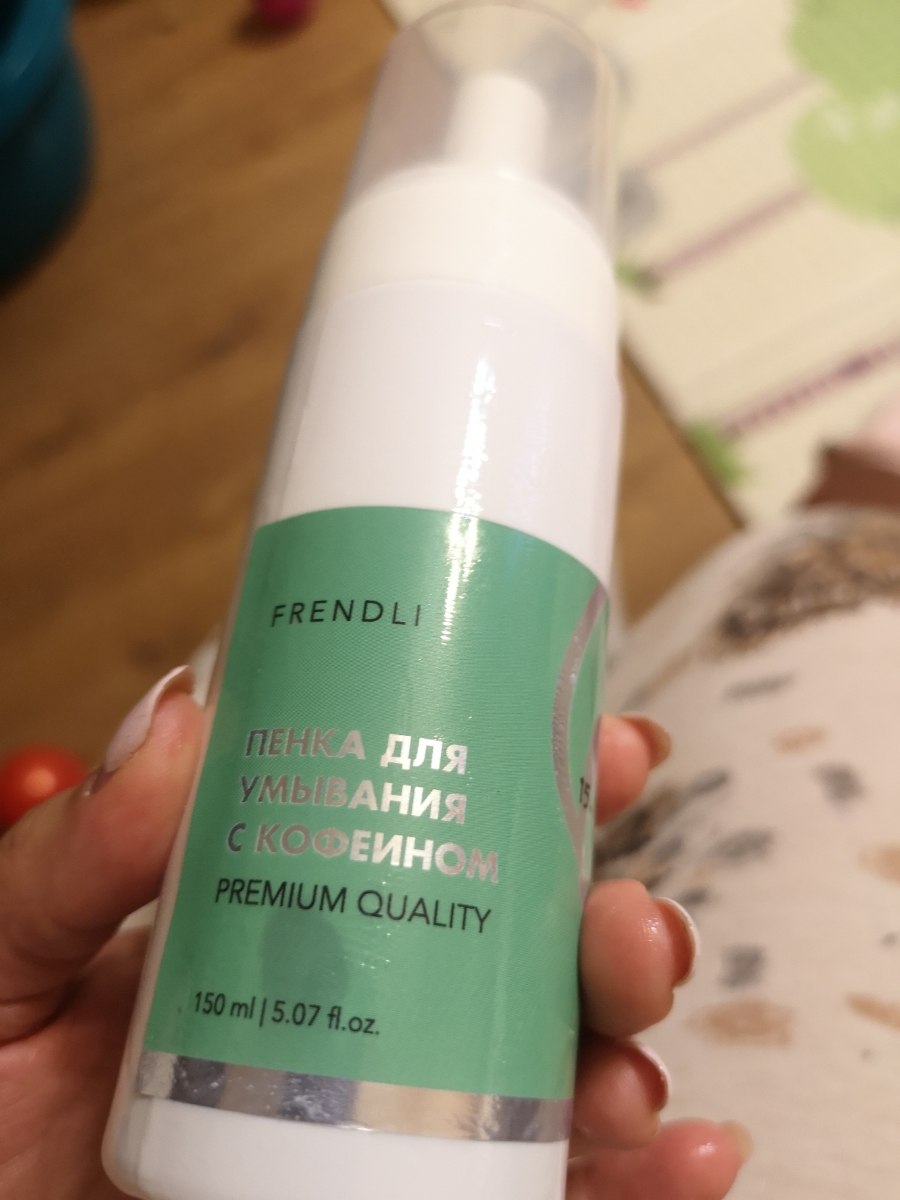 FRENDLI
ПЕНКА ДЛЯ
УМЫВАНИЯ
С КОФЕИНОМ
PREMIUM QUALITY
150 ml | 5.07 fl.oz.